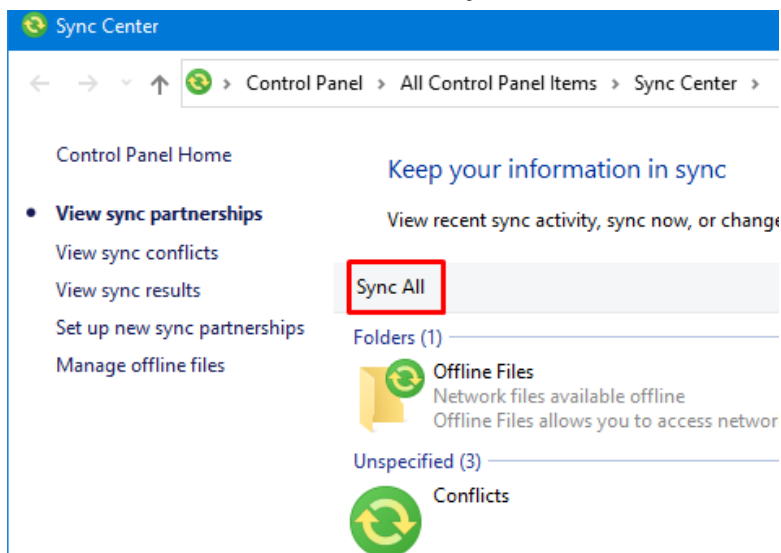 Sync Center
Control Panel > All Control Panel Items > Sync Center >
Control Panel Home
View sync partnerships
View sync conflicts
View sync results
Set up new sync partnerships
Manage offline files
Keep your information in sync
View recent sync activity, sync now, or change
Sync All
Folders (1)
Offline Files
Network files available offline
Offline Files allows you to access networ
Unspecified (3)
Conflicts